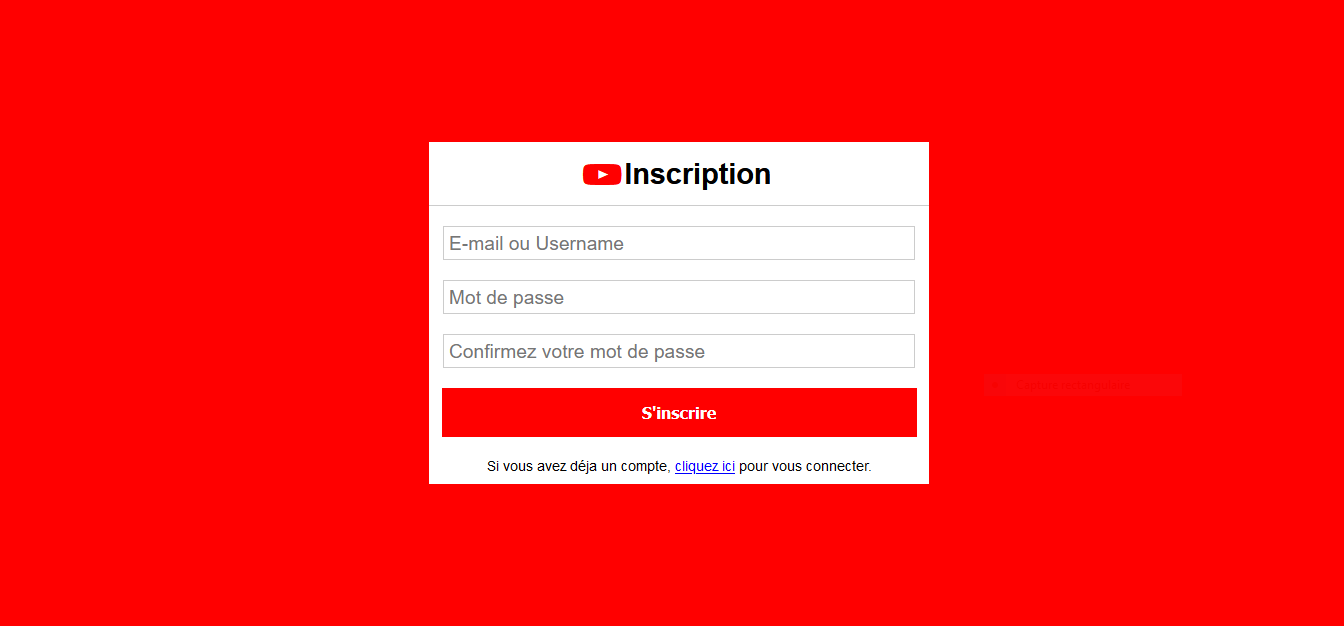 Inscription
E-mail ou Username
Mot de passe
Confirmez votre mot de passe
S'inscrire
Si vous avez déja un compte, cliquez ici pour vous connecter.